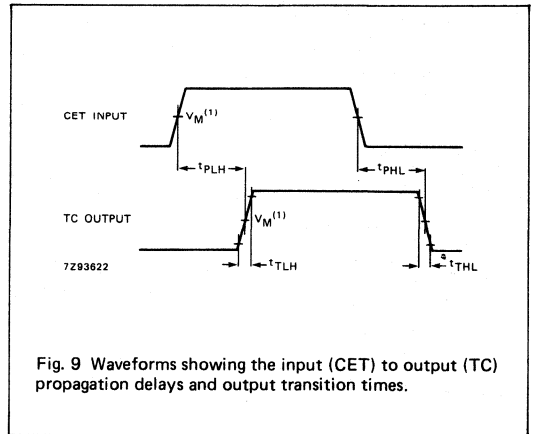 CET INPUT
VM(1)
tPLH
tPHL
TC OUTPUT
VM(1)
7Z93622
tTLH
tTHL
Fig. 9 Waveforms showing the input (CET) to output (TC)
propagation delays and output transition times.